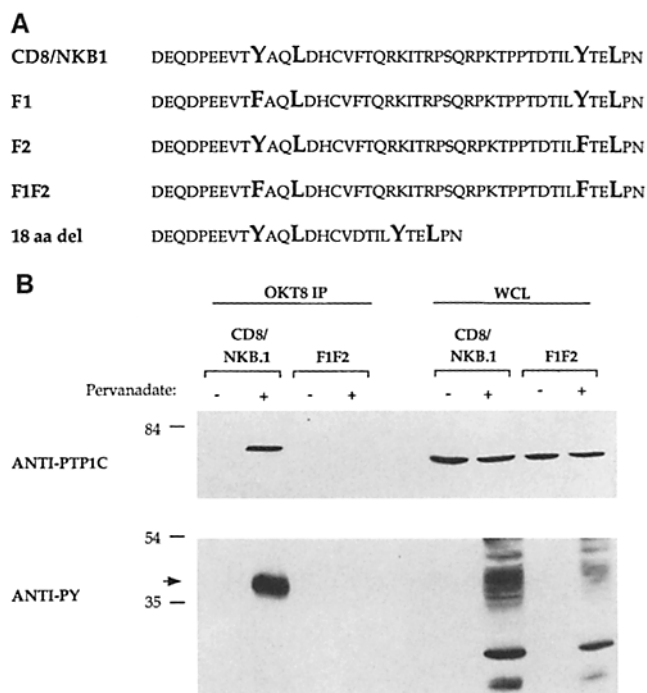 A
CD8/NKB1 DEQDPEEVTYAQLDHCVFTQRKITRPSQRPKTPPTDTILYTELPN
F1 DEQDPEEVTFAQLDHCVFTQRKITRPSQRPKTPPTDTILYTELPN
F2 DEQDPEEVTYAQLDHCVFTQRKITRPSQRPKTPPTDTILFTELPN
F1F2 DEQDPEEVTFAQLDHCVFTQRKITRPSQRPKTPPTDTILFTELPN
18 aa del DEQDPEEVTYAQLDHCVDTILYTELPN
B
OKT8 IP WCL
CD8/ CD8/
NKB.1 F1F2 NKB.1 F1F2
Pervanadate: - + - + - + - +
84
ANTI-PTP1C
54
ANTI-PY
35